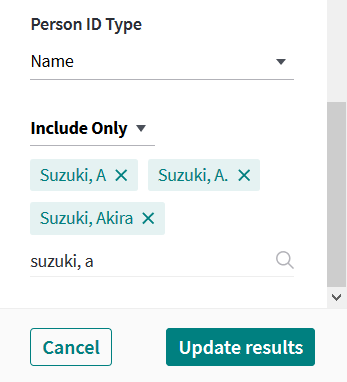 Person ID Type
Name
Include Only
Suzuki, A
Suzuki, A.
Suzuki, Akira
suzuki, a
Cancel
Update results